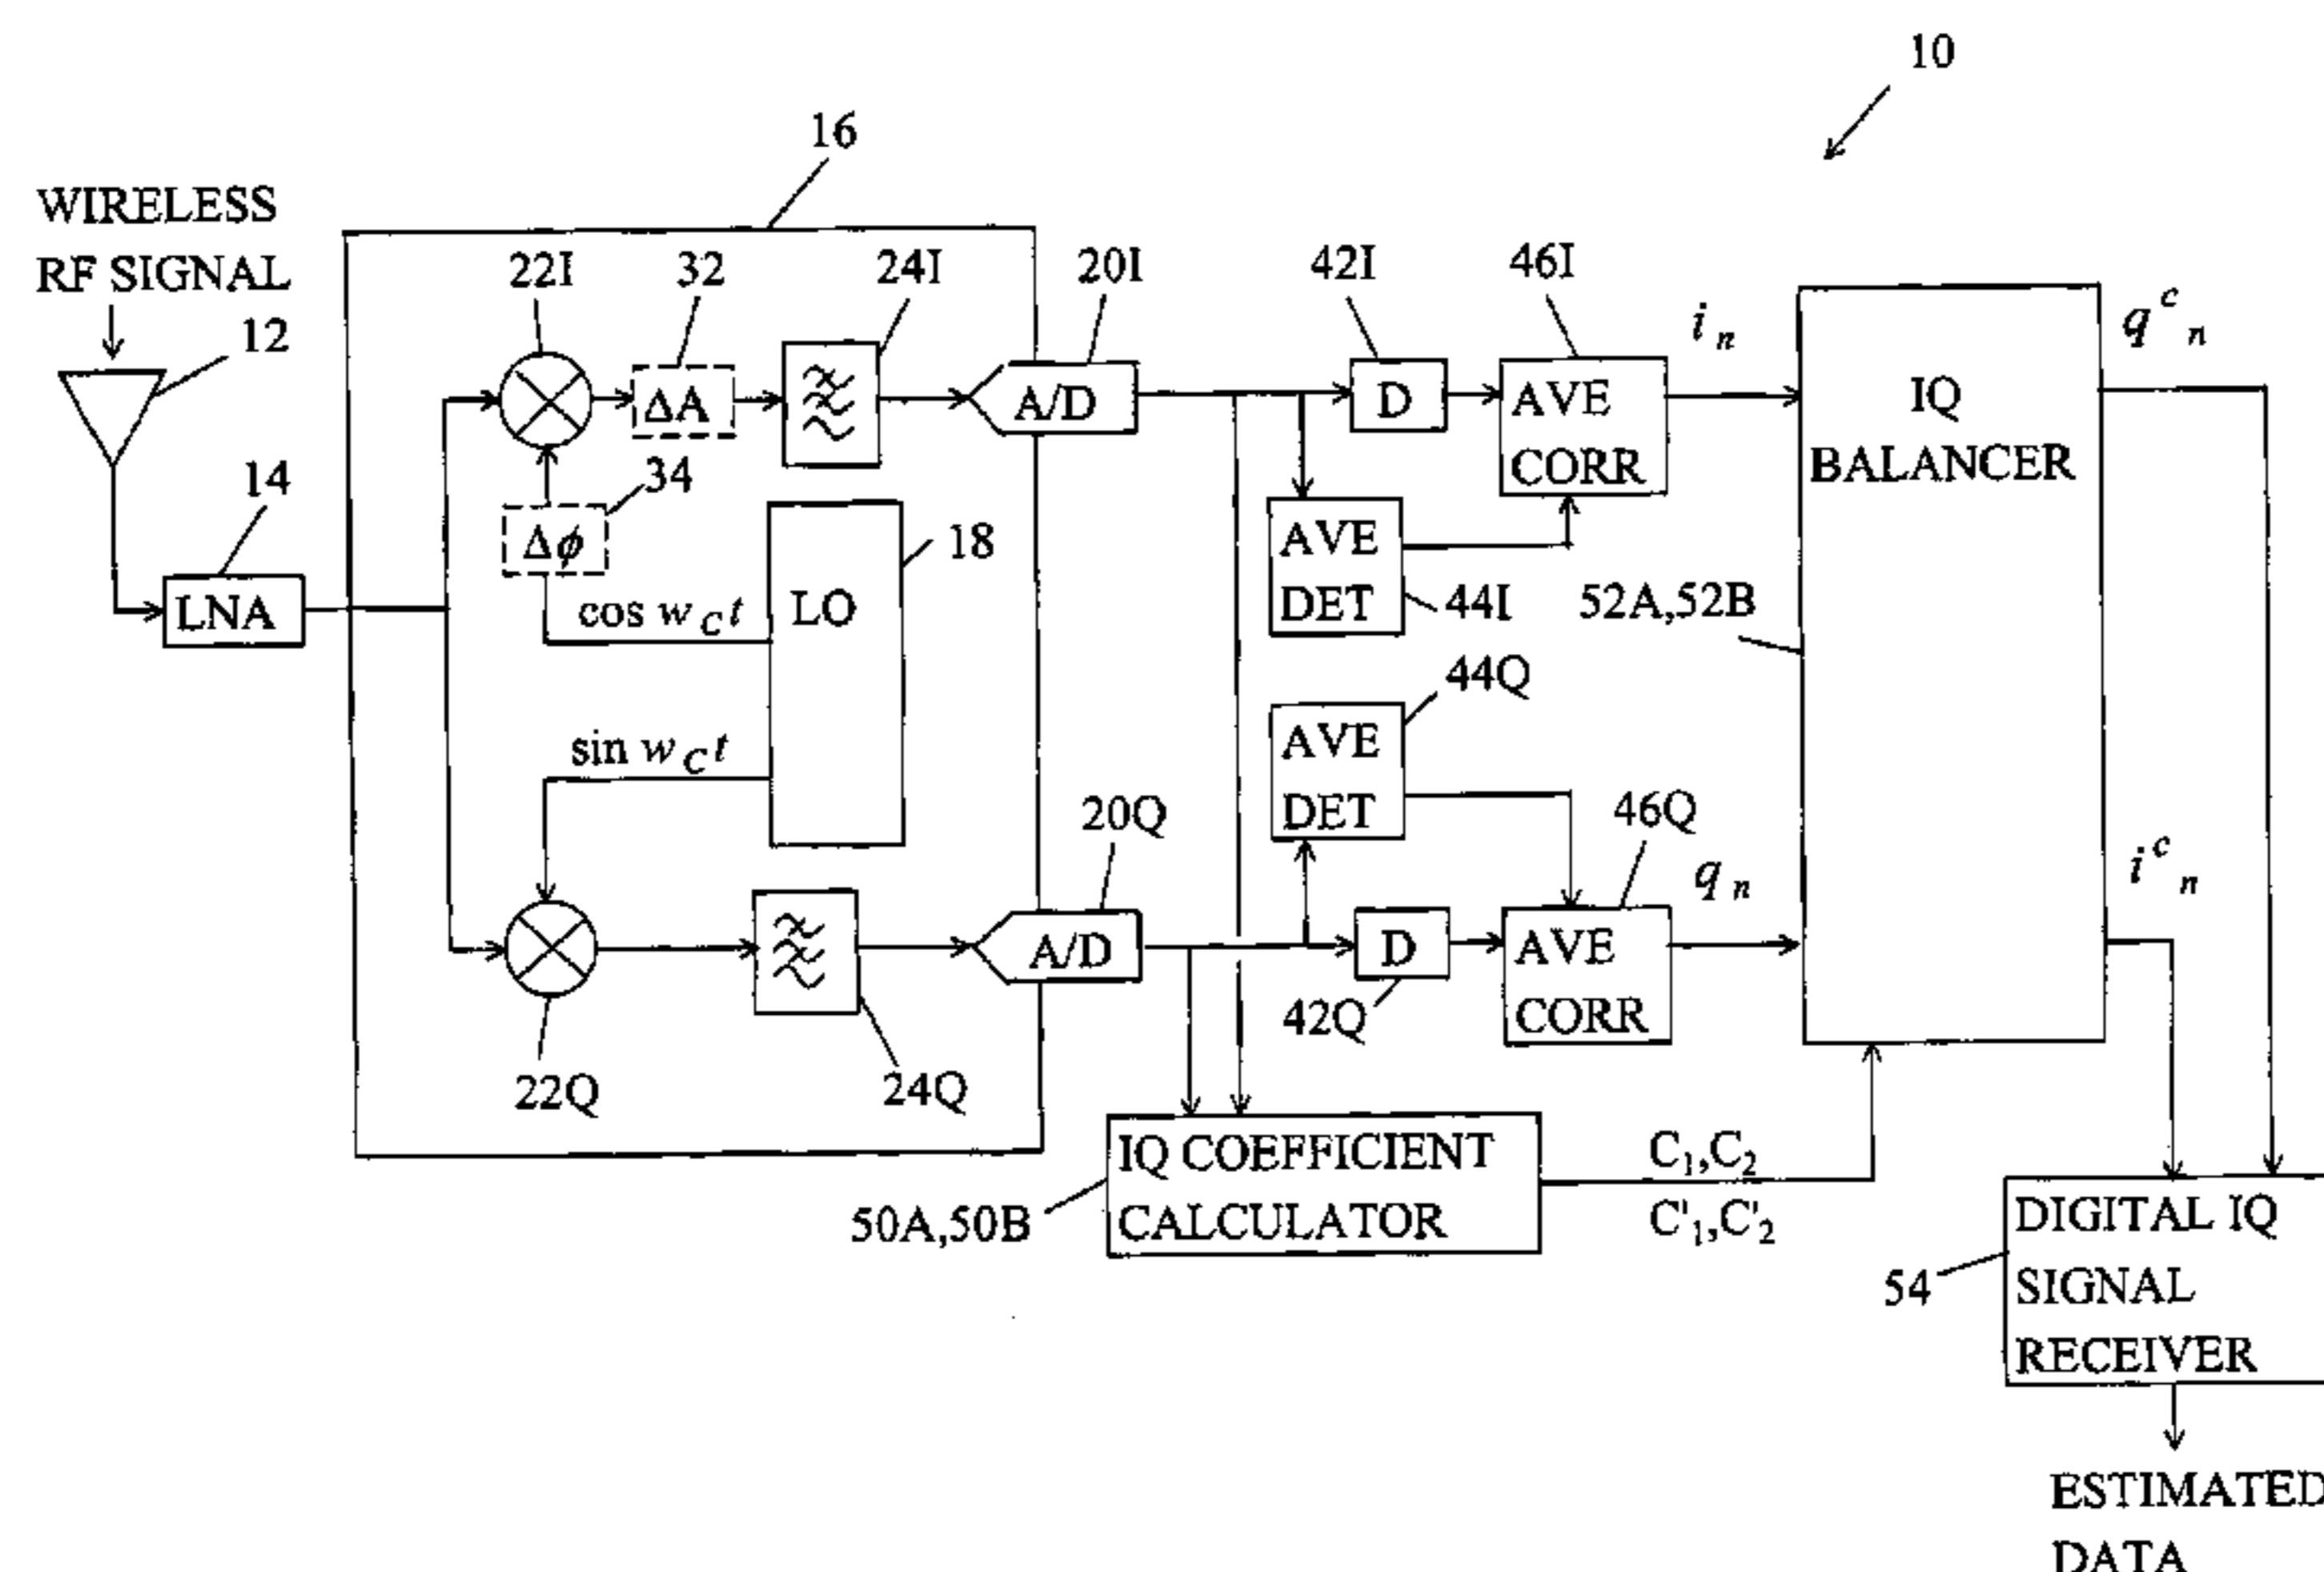 10
16
WIRELESS
RF SIGNAL
12
22I
32
24I
20I
42I
46I
i n
q c n
ΔA
A/D
D
AVE
CORR
IQ
BALANCER
14
34
Δϕ
18
LNA
cos w C t
LO
AVE
DET
44I
52A,52B
44Q
sin w C t
AVE
DET
20Q
46Q
q n
i c n
A/D
D
AVE
CORR
42Q
22Q
24Q
IQ COEFFICIENT
CALCULATOR
50A,50B
C1,C2
C'1,C'2
DIGITAL IQ
SIGNAL
RECEIVER
54
ESTIMATED
DATA